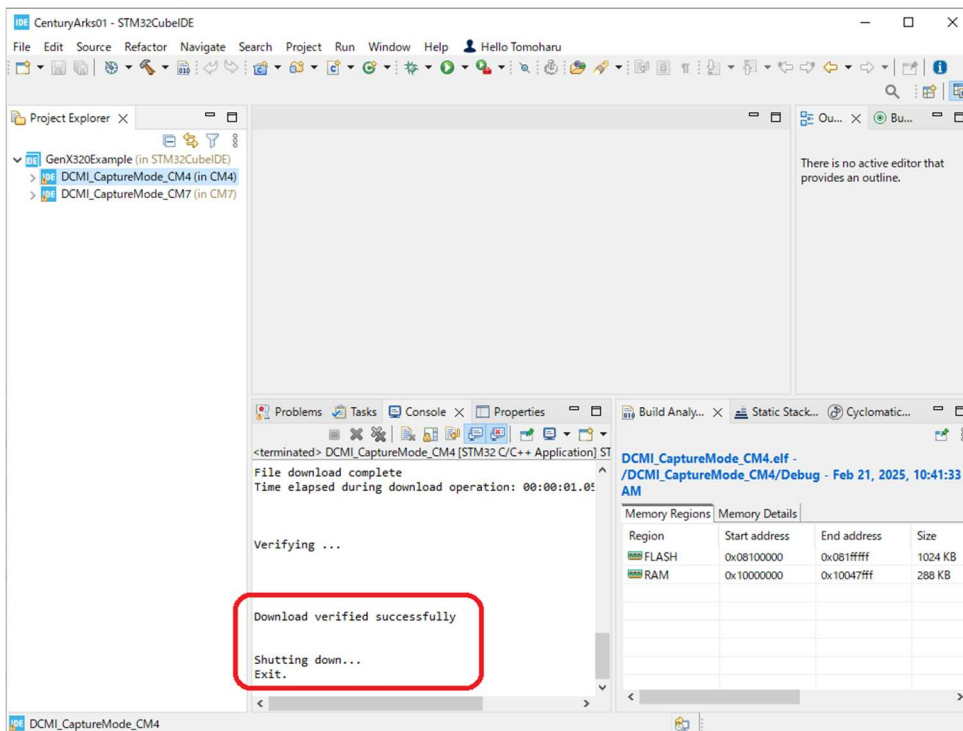 IDE CenturyArks01 - STM32CubeIDE
File Edit Source Refactor Navigate Search Project Run Window Help Hello Tomoharu
Project Explorer
Ou... Bu...
GenX320Example (in STM32CubeIDE)
DCMI_CaptureMode_CM4 (in CM4)
DCMI_CaptureMode_CM7 (in CM7)
There is no active editor that
provides an outline.
Problems Tasks Console Properties
<terminated> DCMI_CaptureMode_CM4 [STM32 C/C++ Application] ST
File download complete
Time elapsed during download operation: 00:00:01.05
Verifying ...
Download verified successfully
Shutting down...
Exit.
Build Analy... Static Stack... Cyclomatic...
DCMI_CaptureMode_CM4.elf -
/DCMI_CaptureMode_CM4/Debug - Feb 21, 2025, 10:41:33
AM
Memory Regions Memory Details
Region Start address End address Size
FLASH 0x08100000 0x081fffff 1024 KB
RAM 0x10000000 0x10047fff 288 KB
IDE DCMI_CaptureMode_CM4